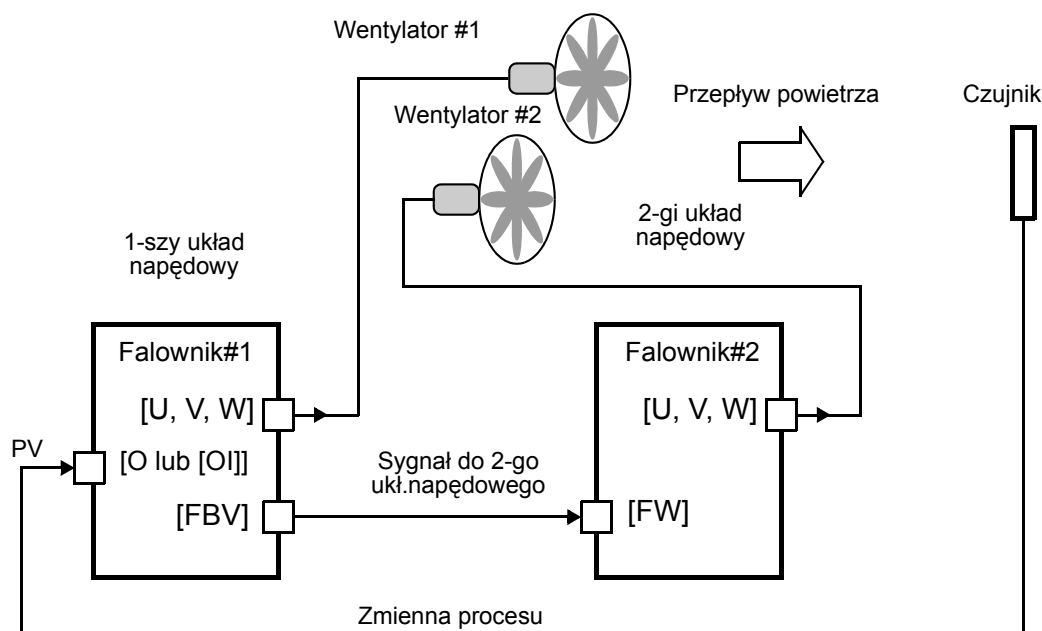 Wentylator #1
Wentylator #2
Przepływ powietrza
Czujnik
2-gi układ
napędowy
1-szy układ
napędowy
Falownik#1
[U, V, W]
PV
[O lub [OI]]
[FBV]
Sygnał do 2-go
ukł.napędowego
Falownik#2
[U, V, W]
[FW]
Zmienna procesu